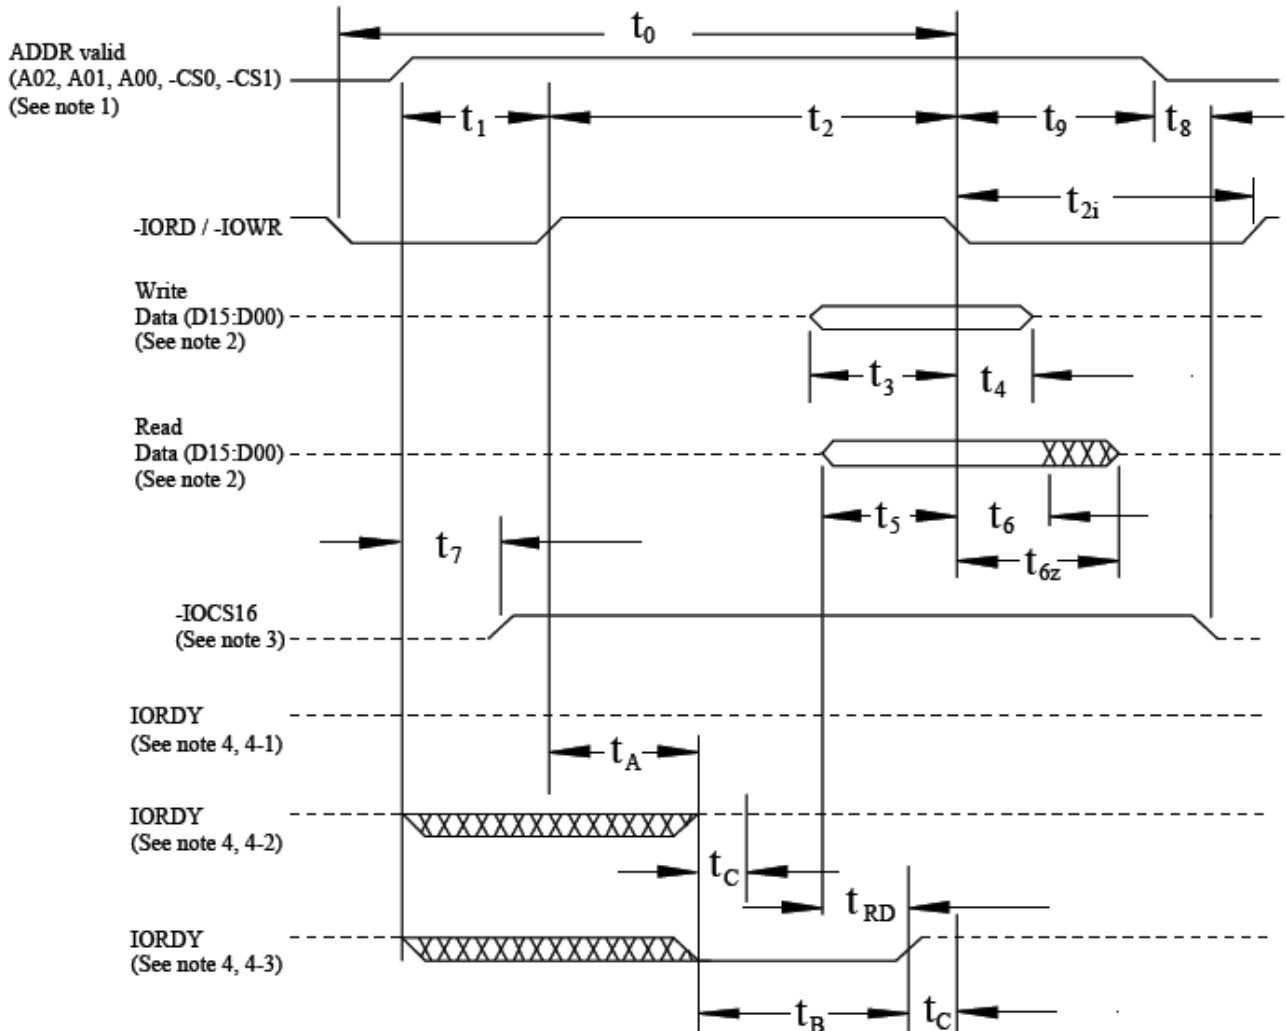 t0
ADDR valid
(A02, A01, A00, -CS0, -CS1)
(See note 1)
t1
t2
t9
t8
t2i
-IORD / -IOWR
Write
Data (D15:D00)
(See note 2)
t3
t4
Read
Data (D15:D00)
(See note 2)
t5
t6
t7
t6z
-IOCS16
(See note 3)
IORDY
(See note 4, 4-1)
tA
IORDY
(See note 4, 4-2)
tC
tRD
IORDY
(See note 4, 4-3)
tB
tC